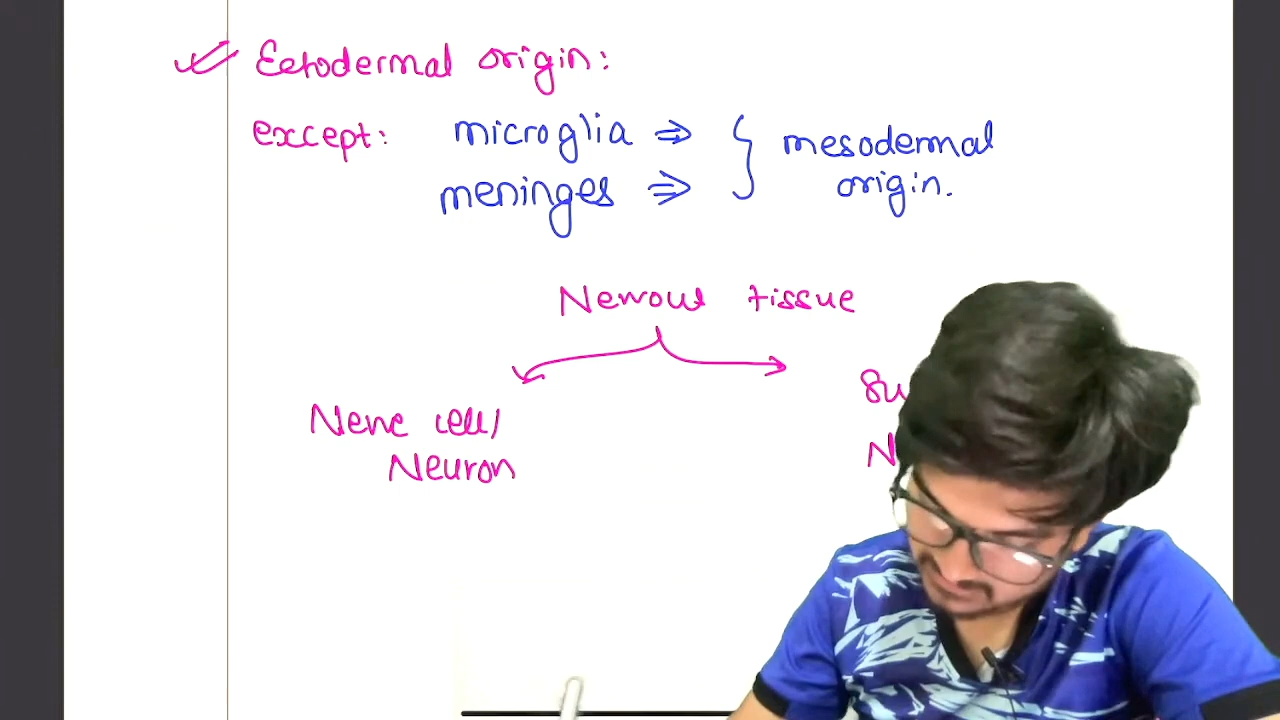 Ectodermal origin:
except: microglia ⇒ } mesodermal
meninges ⇒ origin.
Nervous tissue
Nerve cell/
Neuron